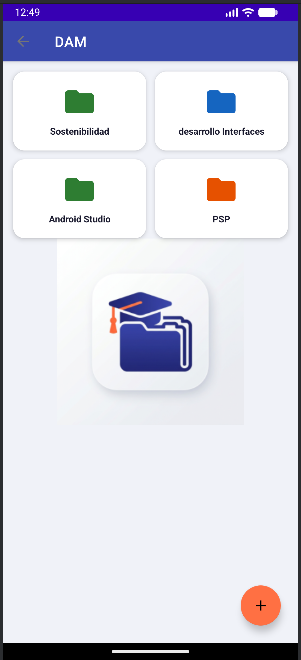 12:49
DAM
Sostenibilidad
desarrollo Interfaces
Android Studio
PSP
+